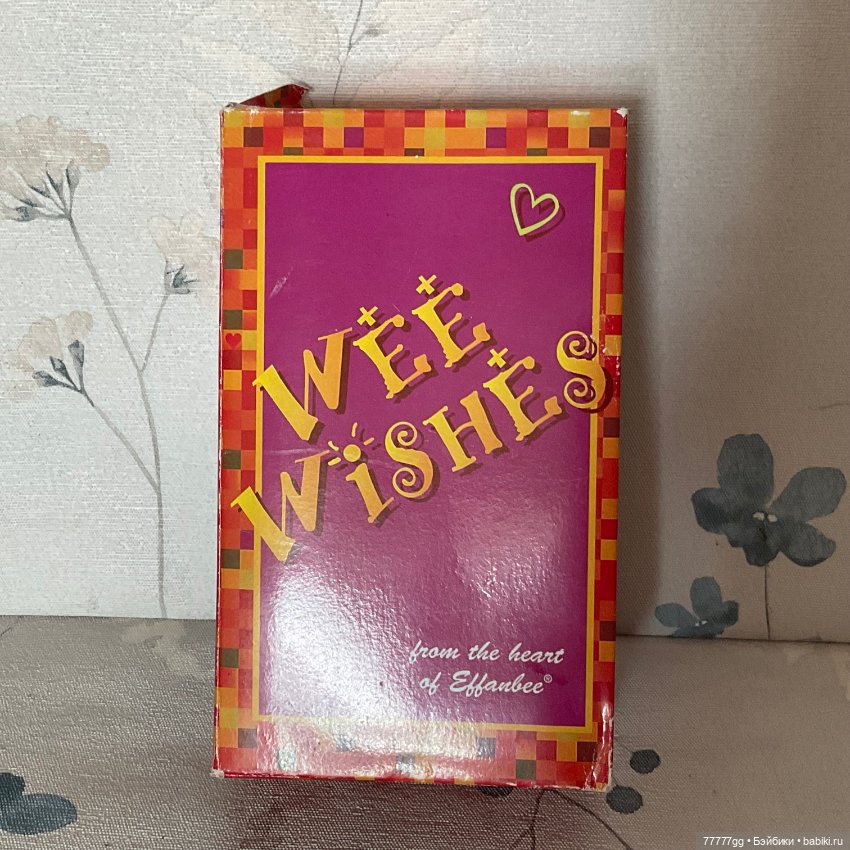 WEE
WiSHES
from the heart
of Effanbee®
77777gg • Бэйбики • babiki.ru